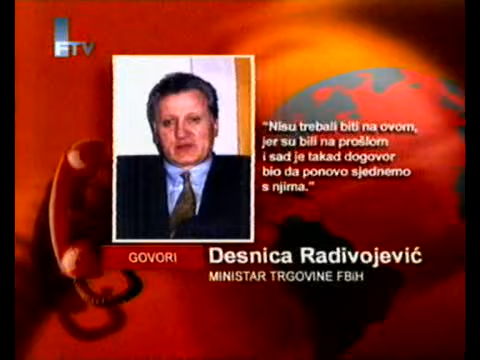 FTV
"Nisu trebali biti na ovom,
jer su bili na prošlom
i sad je takad dogovor
bio da ponovo sjednemo
s njima."
GOVORI
Desnica Radivojević
MINISTAR TRGOVINE FBiH